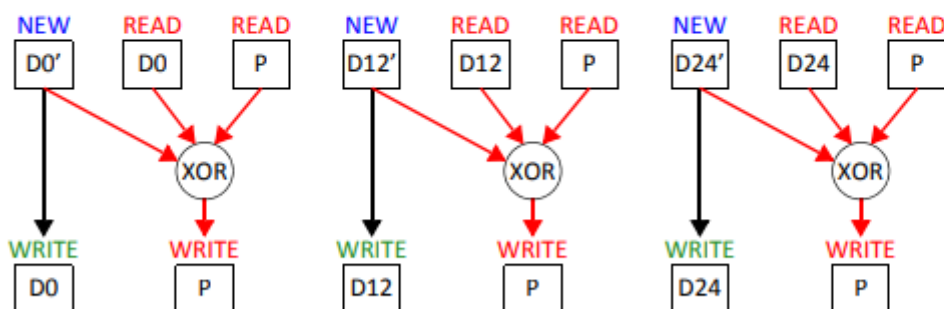 NEW READ READ NEW READ READ NEW READ READ
D0’ D0 P D12’ D12 P D24’ D24 P
XOR XOR XOR
WRITE WRITE WRITE WRITE WRITE WRITE
D0 P D12 P D24 P